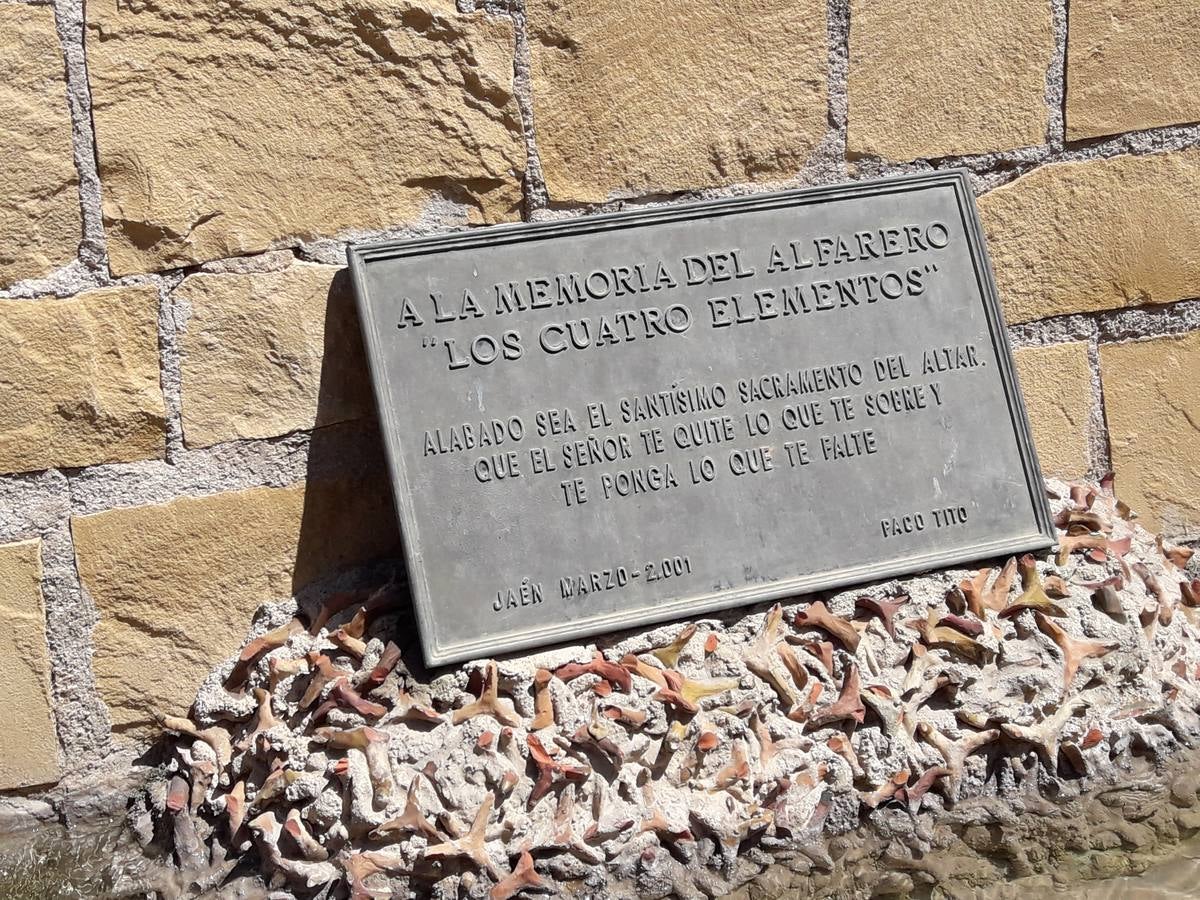 A LA MEMORIA DEL ALFARERO
"LOS CUATRO ELEMENTOS"
ALABADO SEA EL SANTÍSIMO SACRAMENTO DEL ALTAR.
QUE EL SEÑOR TE QUITE LO QUE TE SOBRE Y
TE PONGA LO QUE TE FALTE
PACO TITO
JAÉN MARZO-2.001